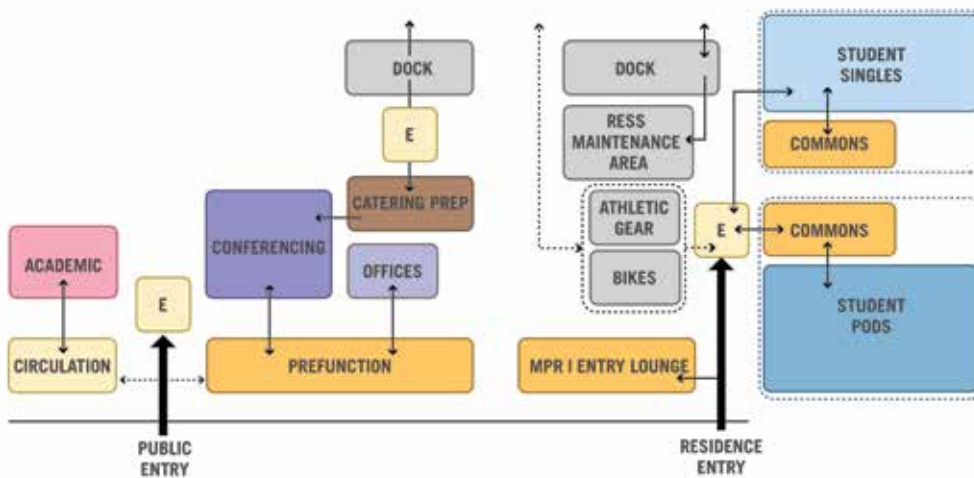 DOCK
E
CATERING PREP
CONFERENCING
OFFICES
ACADEMIC
E
CIRCULATION
PREFUNCTION
PUBLIC
ENTRY
DOCK
RESS
MAINTENANCE
AREA
ATHLETIC
GEAR
BIKES
E
MPR I ENTRY LOUNGE
RESIDENCE
ENTRY
STUDENT
SINGLES
COMMONS
COMMONS
STUDENT
PODS